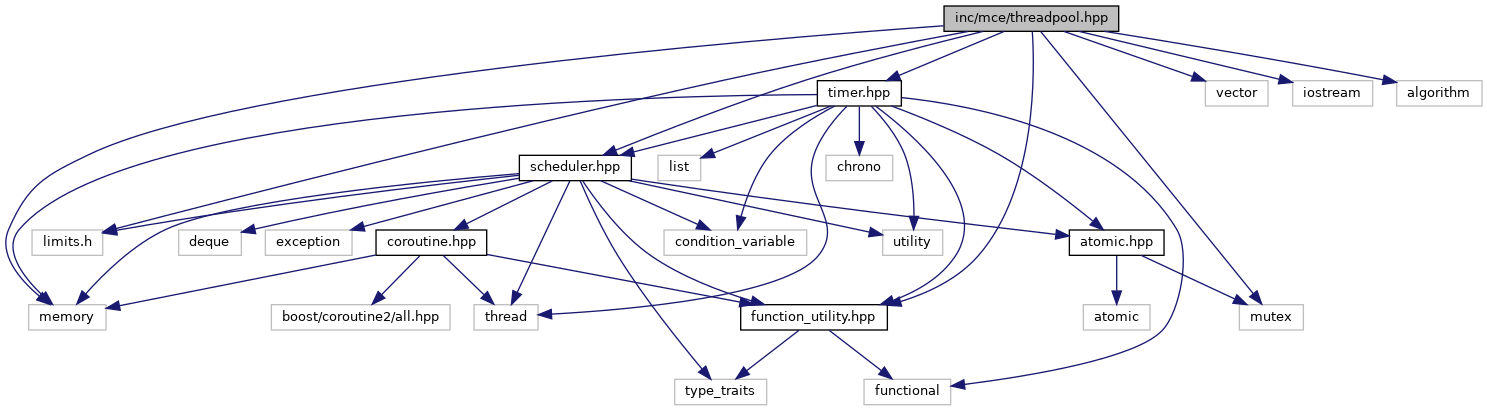 inc/mce/threadpool.hpp
timer.hpp
vector
iostream
algorithm
scheduler.hpp
list
chrono
limits.h
deque
exception
coroutine.hpp
condition_variable
utility
atomic.hpp
memory
boost/coroutine2/all.hpp
thread
function_utility.hpp
atomic
mutex
type_traits
functional